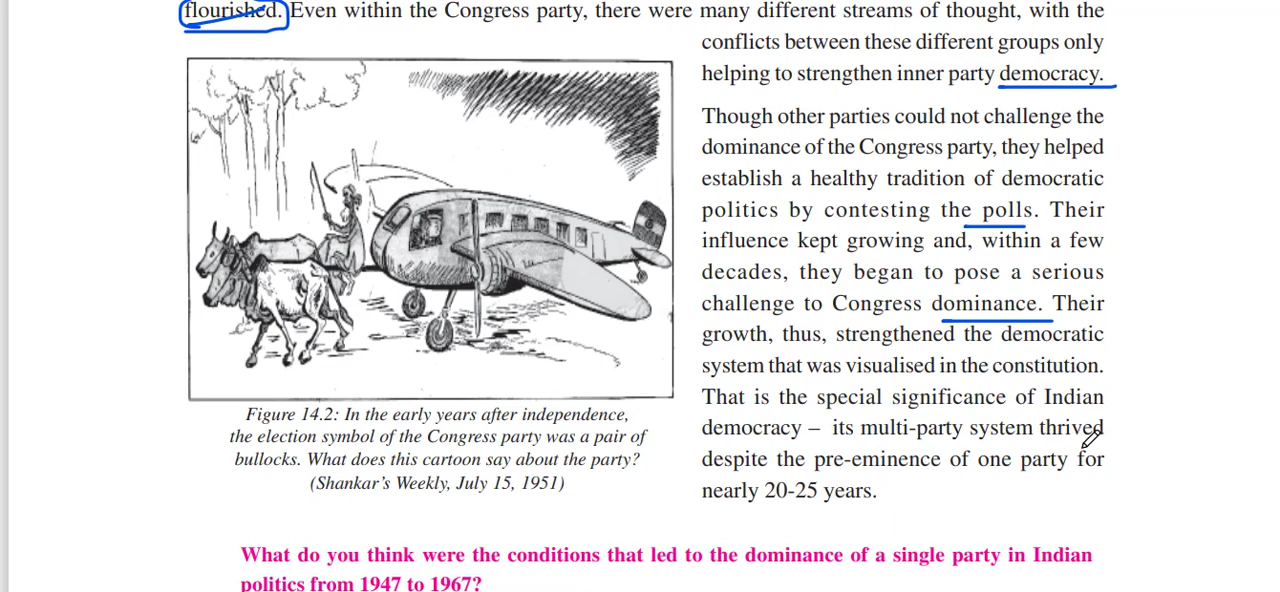 flourished. Even within the Congress party, there were many different streams of thought, with the
conflicts between these different groups only
helping to strengthen inner party democracy.
Though other parties could not challenge the
dominance of the Congress party, they helped
establish a healthy tradition of democratic
politics by contesting the polls. Their
influence kept growing and, within a few
decades, they began to pose a serious
challenge to Congress dominance. Their
growth, thus, strengthened the democratic
system that was visualised in the constitution.
That is the special significance of Indian
democracy – its multi-party system thrived
despite the pre-eminence of one party for
nearly 20-25 years.
Figure 14.2: In the early years after independence,
the election symbol of the Congress party was a pair of
bullocks. What does this cartoon say about the party?
(Shankar's Weekly, July 15, 1951)
What do you think were the conditions that led to the dominance of a single party in Indian
politics from 1947 to 1967?